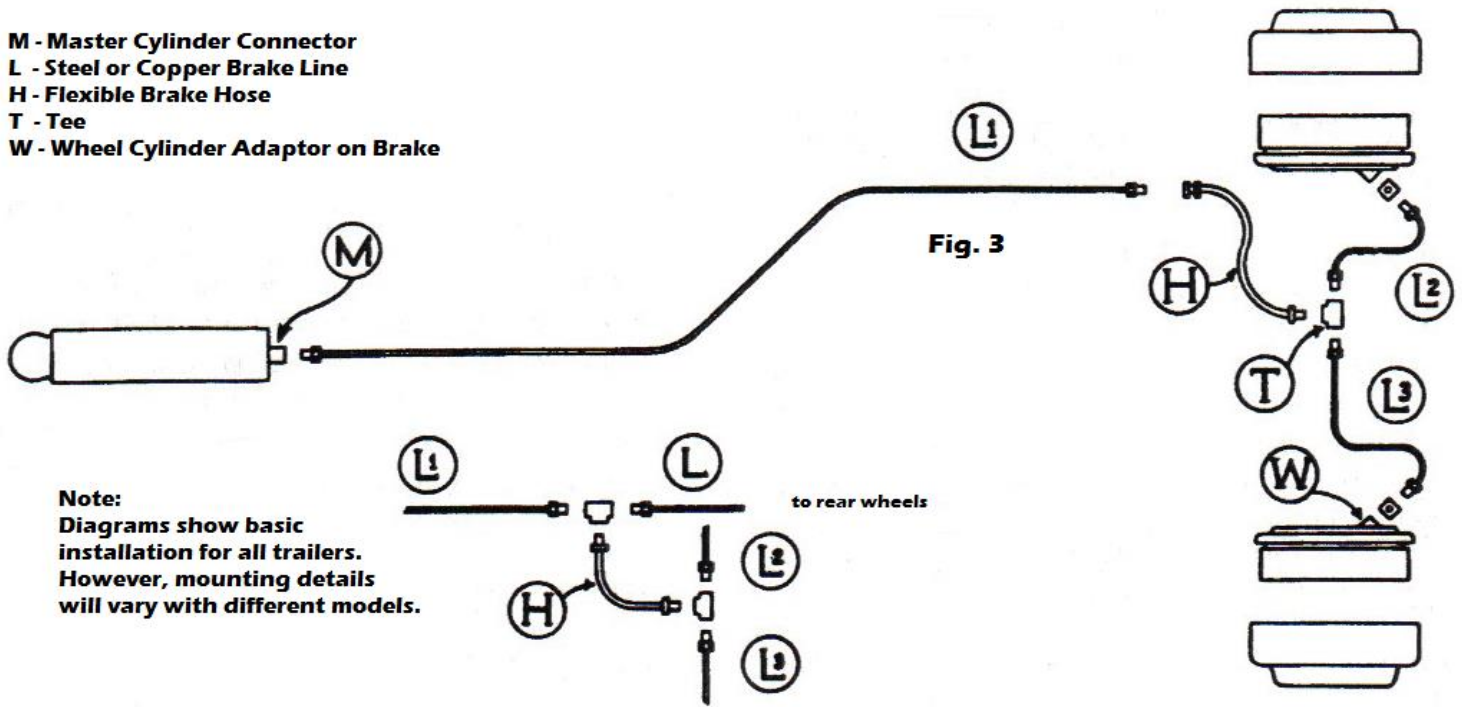 M - Master Cylinder Connector
L - Steel or Copper Brake Line
H - Flexible Brake Hose
T - Tee
W - Wheel Cylinder Adaptor on Brake
L1
M
Fig. 3
H
L2
T
L3
W
L1
L
to rear wheels
Note:
Diagrams show basic
installation for all trailers.
However, mounting details
will vary with different models.
H
L2
L3